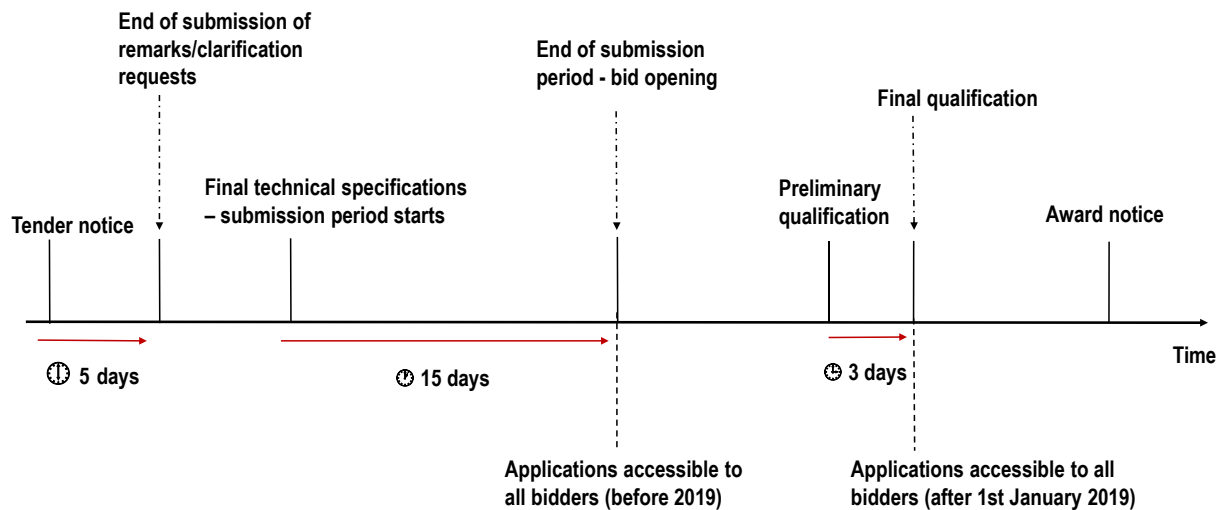 End of submission of
remarks/clarification
requests
End of submission
period - bid opening
Final qualification
Final technical specifications
– submission period starts
Preliminary
qualification
Tender notice
Award notice
Time
5 days
15 days
3 days
Applications accessible to
all bidders (before 2019)
Applications accessible to all
bidders (after 1st January 2019)